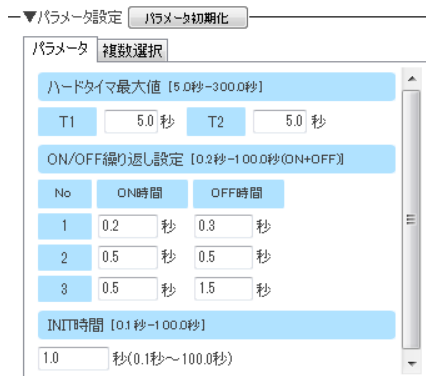 ▼パラメータ設定 パラメータ初期化
パラメータ 複数選択
ハードタイマ最大値 [5.0秒-300.0秒]
T1 5.0 秒 T2 5.0 秒
ON/OFF繰り返し設定 [0.2秒-100.0秒(ON+OFF)]
No ON時間 OFF時間
1 0.2 秒 0.3 秒
2 0.5 秒 0.5 秒
3 0.5 秒 1.5 秒
INIT時間 [0.1秒-100.0秒]
1.0 秒(0.1秒～100.0秒)